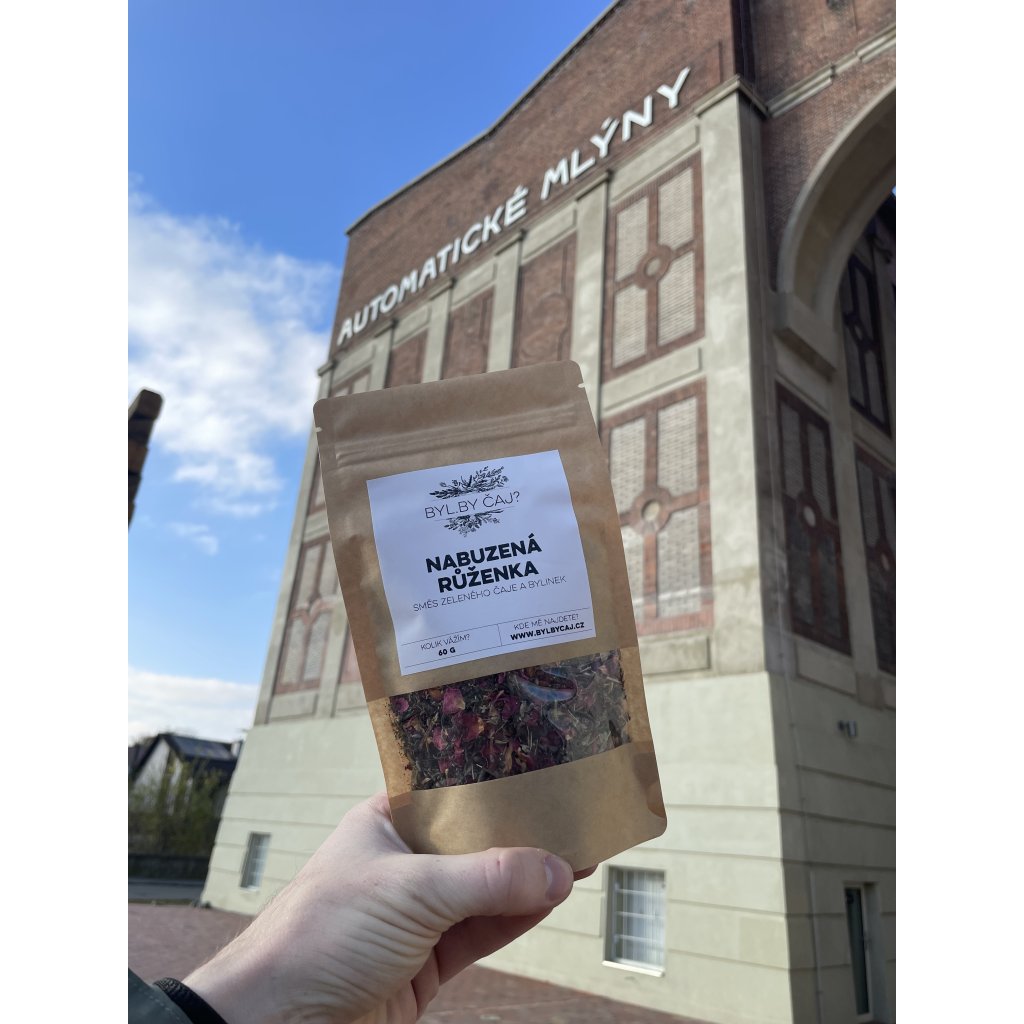 AUTOMATICKÉ MLÝNY
BYL.BY ČAJ?
NABUZENÁ
RŮŽENKA
SMĚS ZELENÉHO ČAJE A BYLINEK
KOLIK VÁŽÍM?
60 G
KDE MĚ NAJDETE?
WWW.BYLBYCAJ.CZ